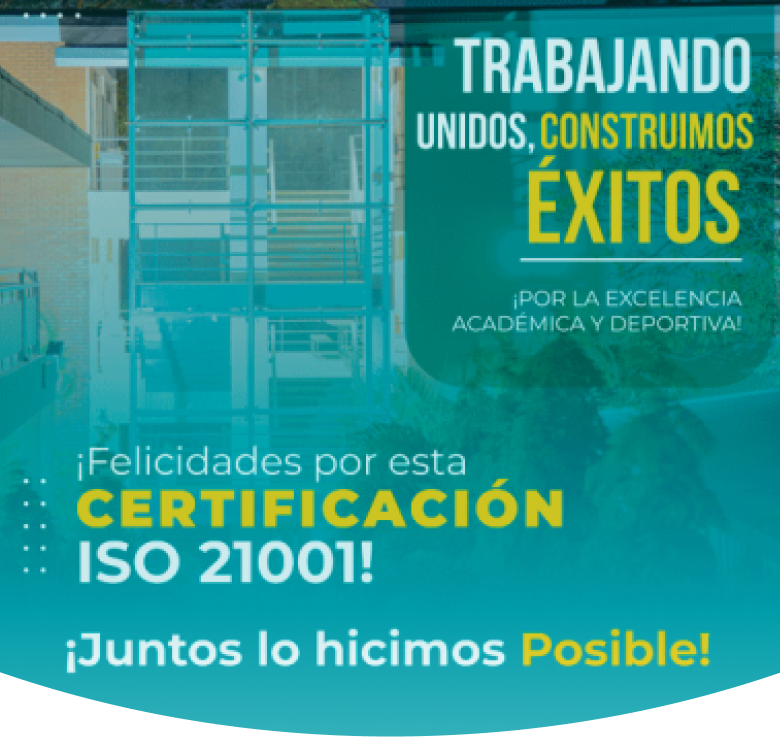 TRABAJANDO
UNIDOS, CONSTRUIMOS
ÉXITOS
¡POR LA EXCELENCIA
ACADÉMICA Y DEPORTIVA!
¡Felicidades por esta
CERTIFICACIÓN
ISO 21001!
¡Juntos lo hicimos Posible!